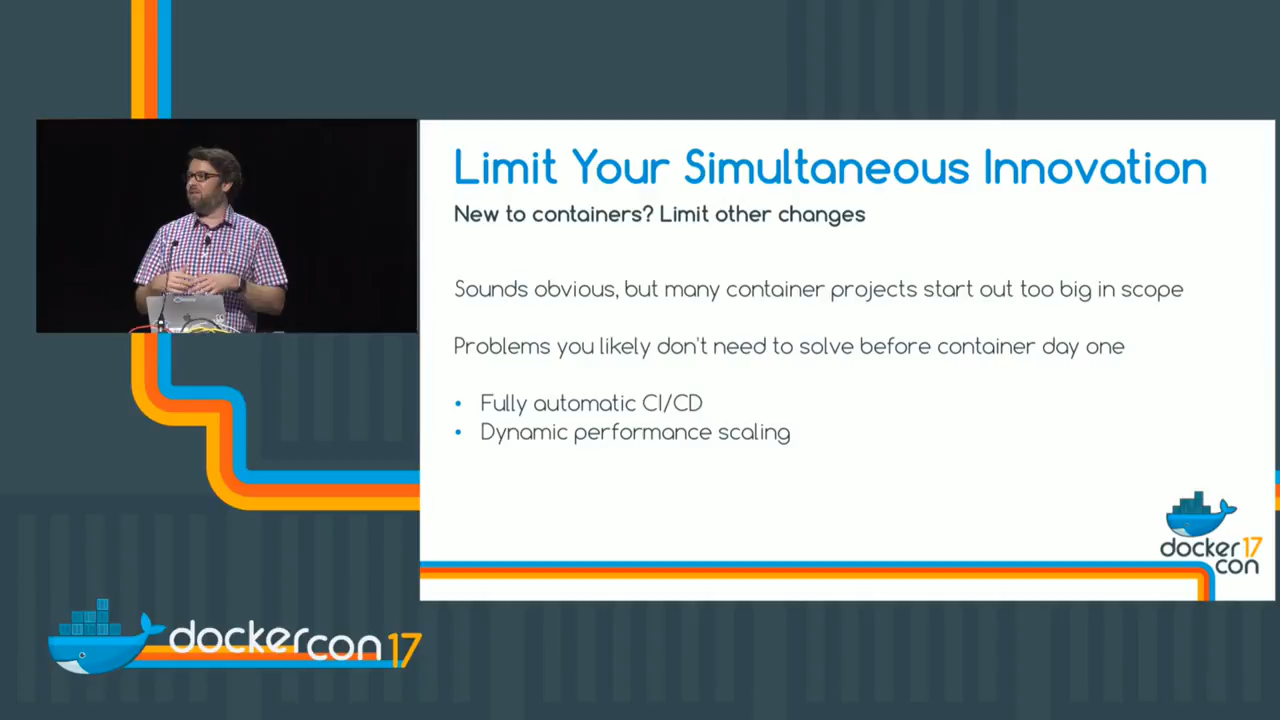 Limit Your Simultaneous Innovation
New to containers? Limit other changes
Sounds obvious, but many container projects start out too big in scope
Problems you likely don't need to solve before container day one
• Fully automatic CI/CD
• Dynamic performance scaling
docker 17
con
dockercon 17